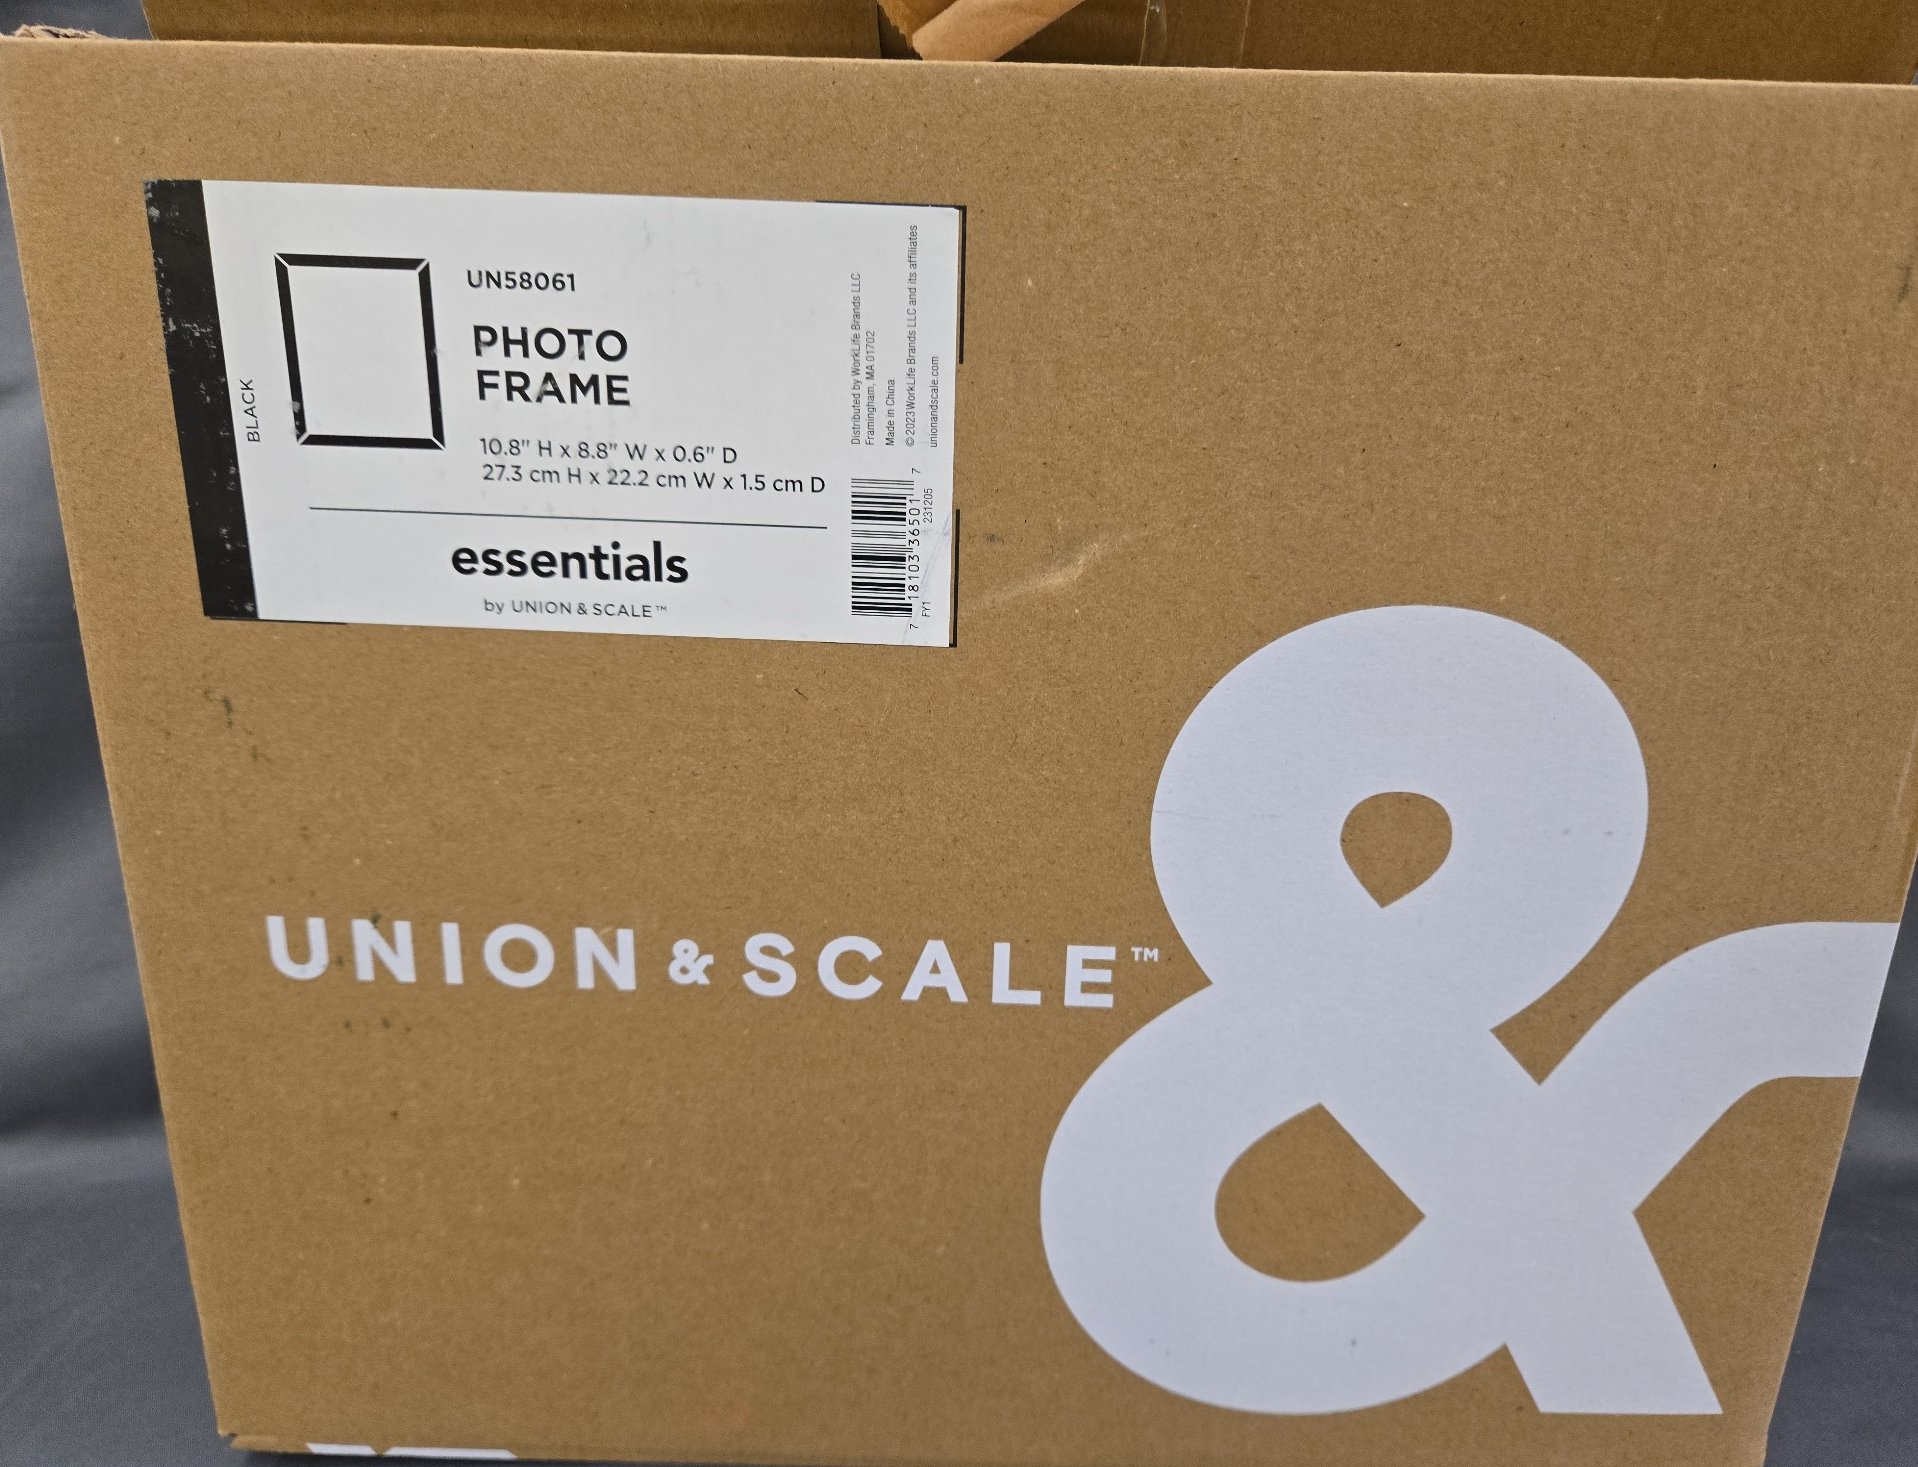 BLACK
UN58061
PHOTO
FRAME
10.8" H x 8.8" W x 0.6" D
27.3 cm H x 22.2 cm W x 1.5 cm D
essentials
by UNION & SCALE™
Distributed by WorkLife Brands LLC
Framingham, MA 01702
Made in China
© 2023 WorkLife Brands LLC and its affiliates
unionandscale.com
7 18103 36501 7
FY1 231205
UNION & SCALE™
&